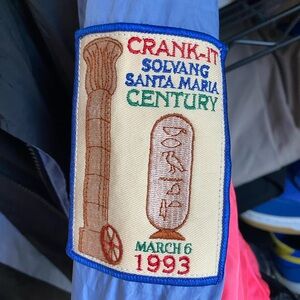 CRANK-IT
SOLVANG
SANTA MARIA
CENTURY
MARCH 6
1993